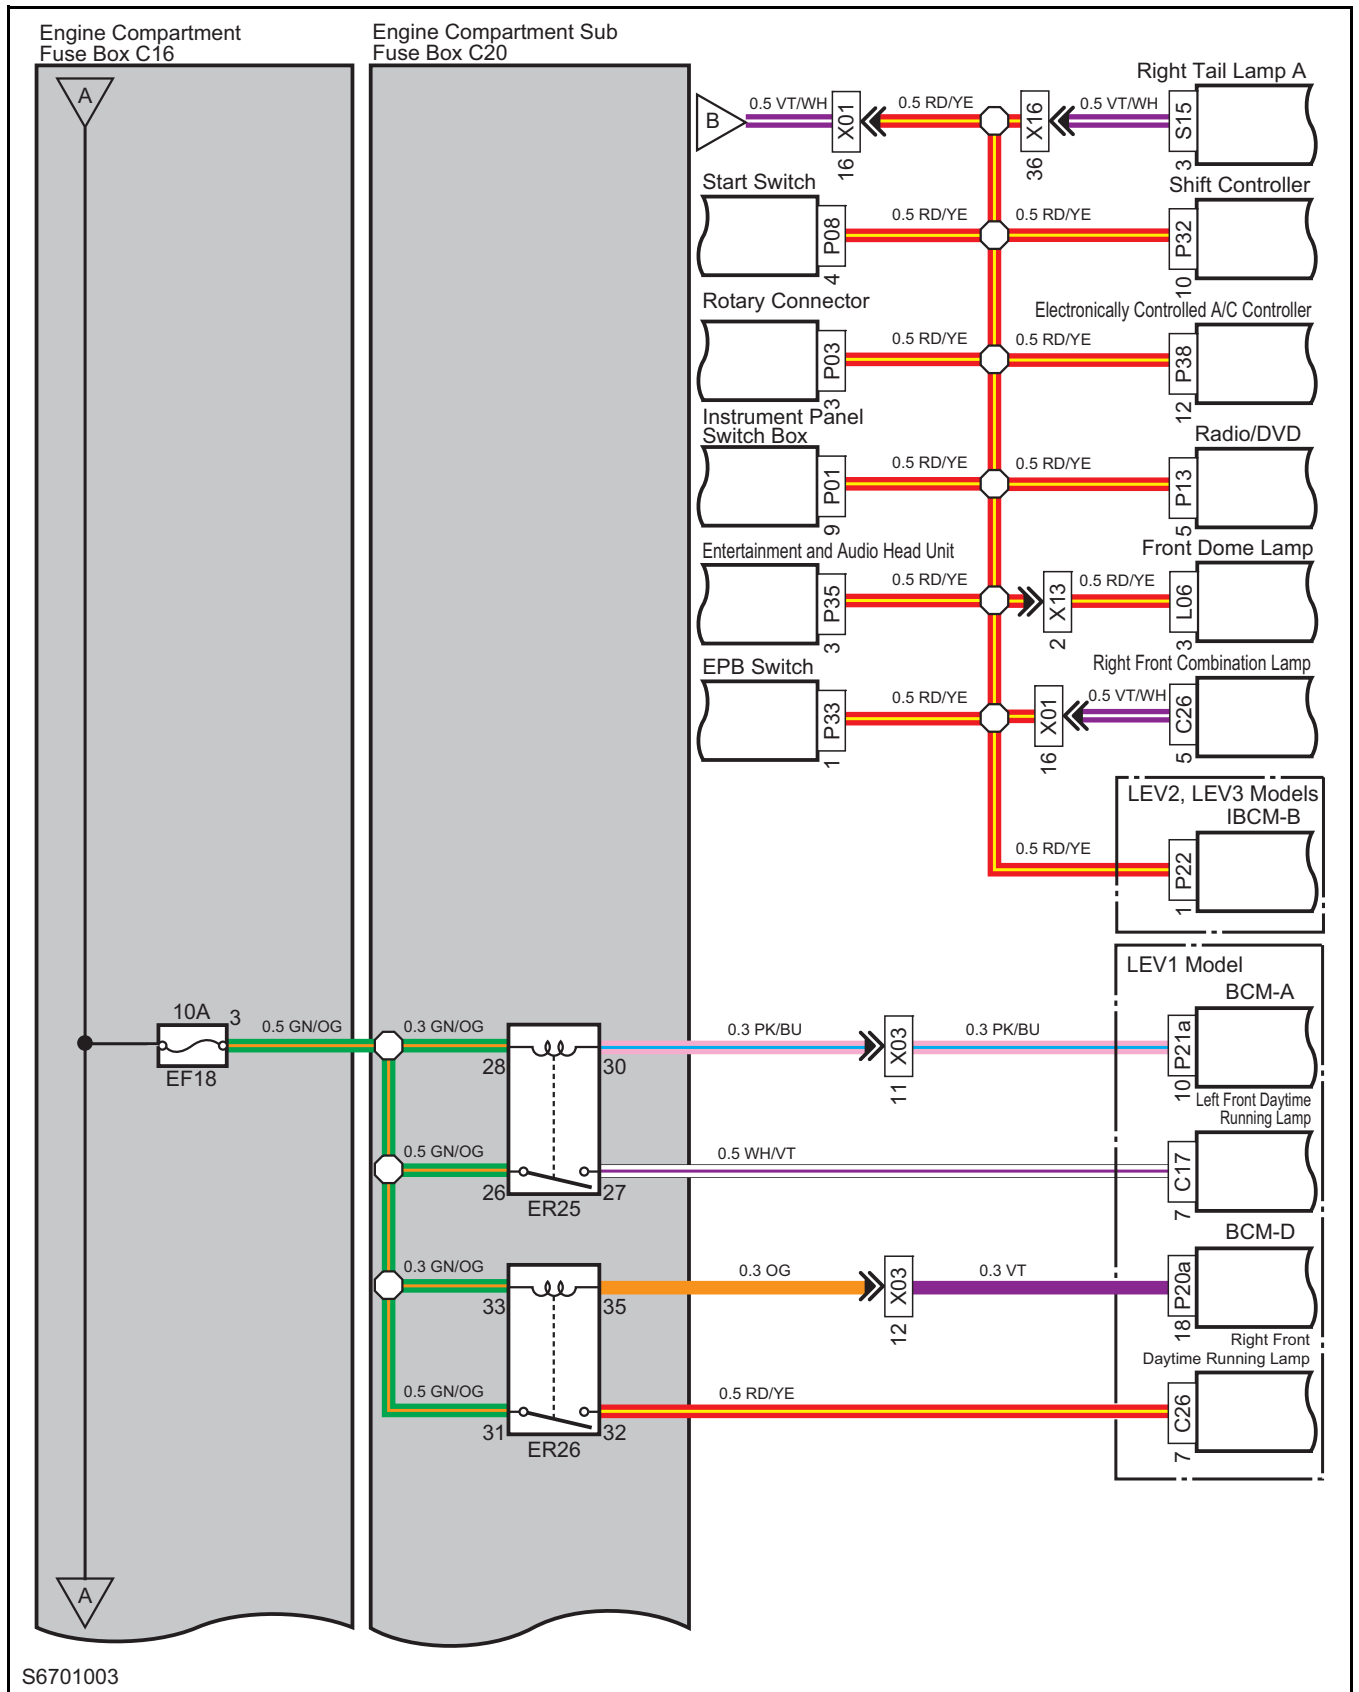 Engine Compartment
Fuse Box C16
Engine Compartment Sub
Fuse Box C20
A
B
0.5 VT/WH
X01
16
0.5 RD/YE
X16
36
0.5 VT/WH
Right Tail Lamp A
S15
3
Start Switch
P08
4
0.5 RD/YE
0.5 RD/YE
Shift Controller
P32
10
Rotary Connector
P03
3
0.5 RD/YE
0.5 RD/YE
Electronically Controlled A/C Controller
P38
12
Instrument Panel
Switch Box
P01
9
0.5 RD/YE
0.5 RD/YE
Radio/DVD
P13
5
Entertainment and Audio Head Unit
P35
3
0.5 RD/YE
X13
2
0.5 RD/YE
Front Dome Lamp
L06
3
EPB Switch
P33
1
0.5 RD/YE
X01
16
0.5 VT/WH
Right Front Combination Lamp
C26
5
LEV2, LEV3 Models
IBCM-B
0.5 RD/YE
P22
1
LEV1 Model
BCM-A
10A
3
EF18
0.5 GN/OG
0.3 GN/OG
28
30
0.3 PK/BU
X03
11
0.3 PK/BU
P21a
10
Left Front Daytime
Running Lamp
0.5 GN/OG
26
27
ER25
0.5 WH/VT
C17
7
BCM-D
0.3 GN/OG
33
35
0.3 OG
X03
12
0.3 VT
P20a
18
Right Front
Daytime Running Lamp
0.5 GN/OG
31
32
ER26
0.5 RD/YE
C26
7
A
S6701003